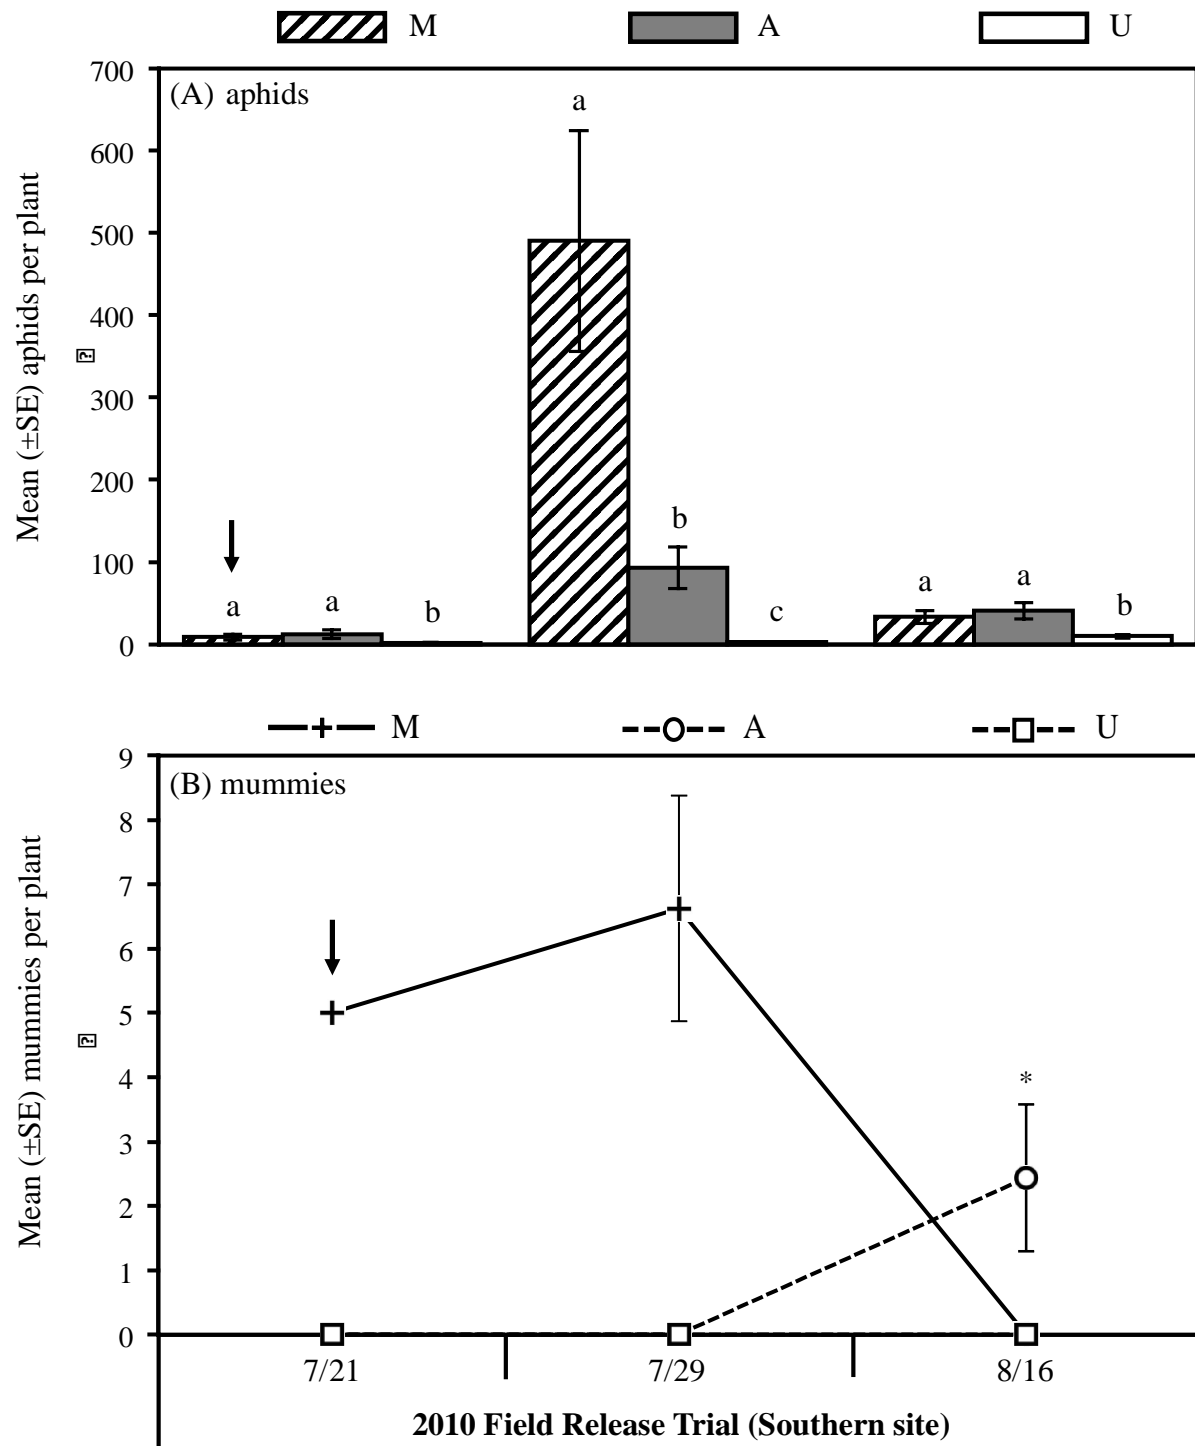 M A U
700
(A) aphids
a
600
500
400
300
200
b
100
a a b c a a b
0
Mean (±SE) aphids per plant
M A U
9
(B) mummies
8
7
6
5
4
*
3
2
1
0
Mean (±SE) mummies per plant
7/21 7/29 8/16
2010 Field Release Trial (Southern site)